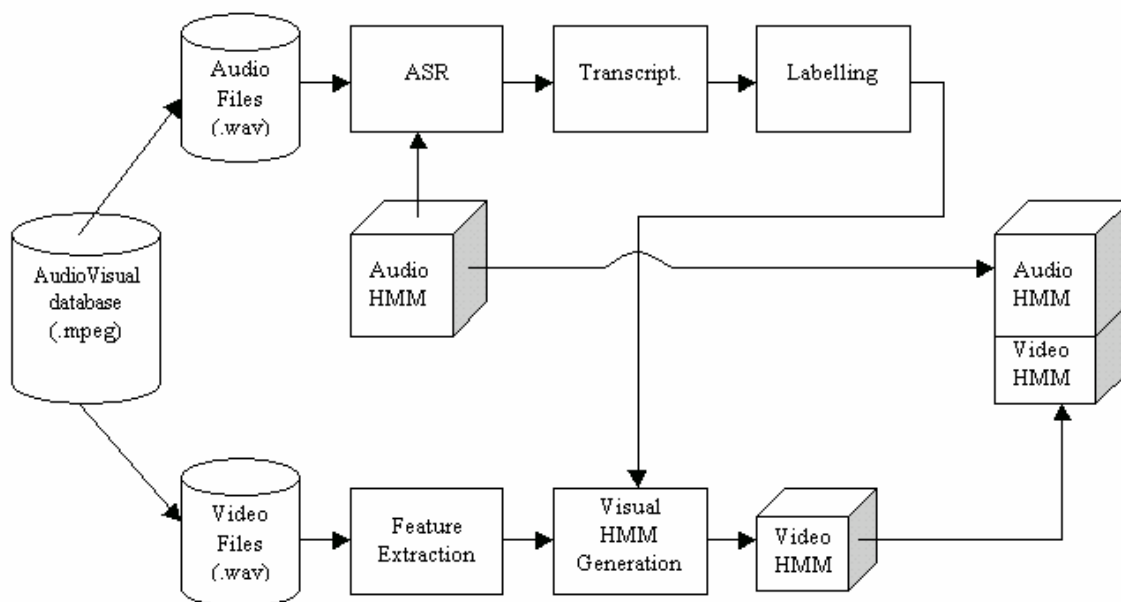 Audio
Files
(.wav)
ASR
Transcript.
Labelling
AudioVisual
database
(.mpeg)
Audio
HMM
Audio
HMM
Video
HMM
Video
Files
(.wav)
Feature
Extraction
Visual
HMM
Generation
Video
HMM